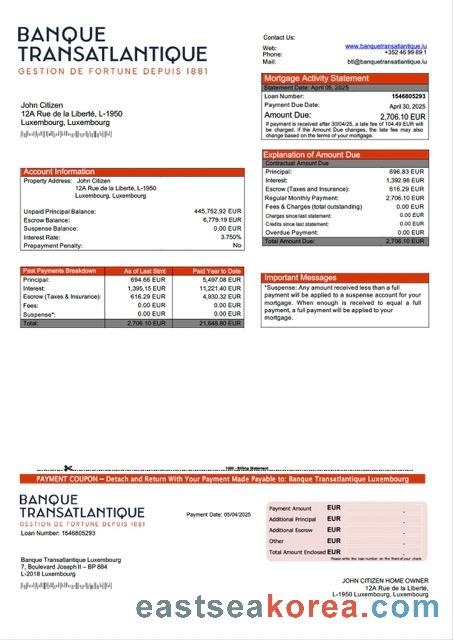 BANQUE
TRANSATLANTIQUE
GESTION DE FORTUNE DEPUIS 1881
Contact Us:
Web: www.banquetransatlantique.lu
Phone: +352 46 99 89 1
Mail: btl@banquetransatlantique.lu
Mortgage Activity Statement
Statement Date: April 05, 2025
Loan Number: 1546805293
Payment Due Date: April 30, 2025
Amount Due: 2,706.10 EUR
If payment is received after 30/04/25, a late fee of 104.49 EUR will
be charged. If the Amount Due changes, the late fee may also
change based on the terms of your mortgage.
John Citizen
12A Rue de la Liberté, L-1950
Luxembourg, Luxembourg
Explanation of Amount Due
Contractual Amount Due
Principal: 696.83 EUR
Interest: 1,392.98 EUR
Escrow (Taxes and Insurance): 616.29 EUR
Regular Monthly Payment: 2,706.10 EUR
Fees & Charges (total outstanding) 0.00 EUR
Charges since last statement: 0.00 EUR
Credits since last statement: 0.00 EUR
Overdue Payment: 0.00 EUR
Total Amount Due: 2,706.10 EUR
Account Information
Property Address: John Citizen
12A Rue de la Liberté, L-1950
Luxembourg, Luxembourg
Unpaid Principal Balance: 445,752.92 EUR
Escrow Balance: 6,779.19 EUR
Suspense Balance: 0.00 EUR
Interest Rate: 3.750%
Prepayment Penalty: No
Past Payments Breakdown As of Last Stmt Paid Year to Date
Principal: 694.66 EUR 5,497.08 EUR
Interest: 1,395.15 EUR 11,221.40 EUR
Escrow (Taxes & Insurance): 616.29 EUR 4,930.32 EUR
Fees: 0.00 EUR 0.00 EUR
Suspense*: 0.00 EUR 0.00 EUR
Total: 2,706.10 EUR 21,648.80 EUR
Important Messages
*Suspense: Any amount received less than a full
payment will be applied to a suspense account for your
mortgage. When enough is received to equal a full
payment, a full payment will be applied to your
mortgage.
Billing Statement
PAYMENT COUPON – Detach and Return With Your Payment Made Payable to: Banque Transatlantique Luxembourg
BANQUE
TRANSATLANTIQUE
GESTION DE FORTUNE DEPUIS 1881
Loan Number: 1546805293
Payment Date: 05/04/2025
Payment Amount EUR
Additional Principal EUR
Additional Escrow EUR
Other EUR
Total Amount Enclosed EUR
Please write the loan number on the front of your check.
Banque Transatlantique Luxembourg
7, Boulevard Joseph II – BP 884
L-2018 Luxembourg
JOHN CITIZEN HOME OWNER
12A Rue de la Liberté,
L-1950 Luxembourg, Luxembourg
eastseakorea.com